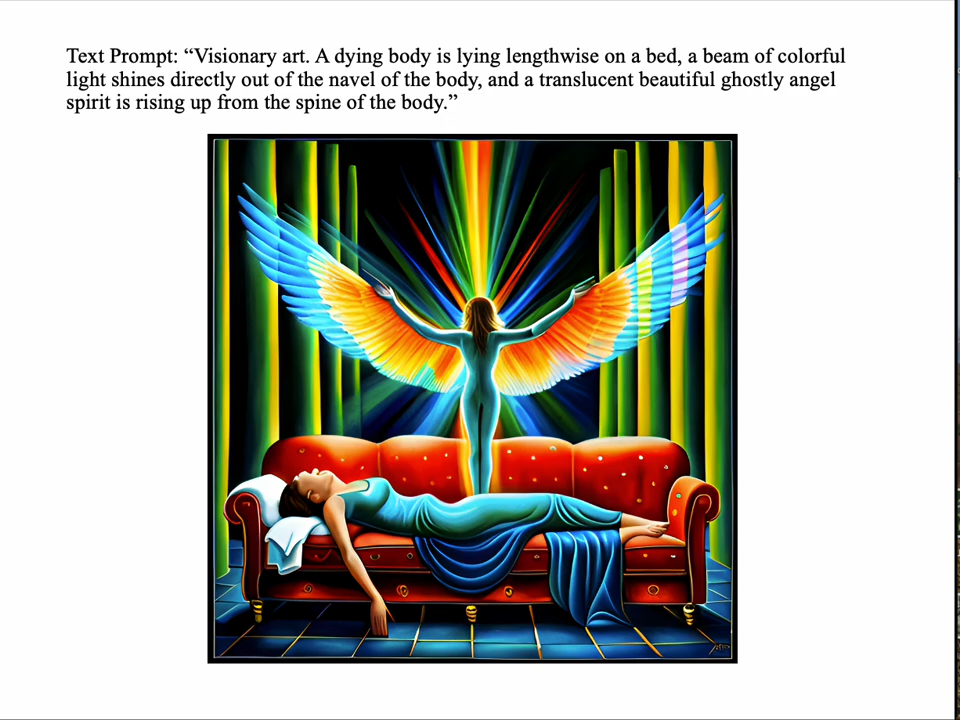 Text Prompt: “Visionary art. A dying body is lying lengthwise on a bed, a beam of colorful
light shines directly out of the navel of the body, and a translucent beautiful ghostly angel
spirit is rising up from the spine of the body.”